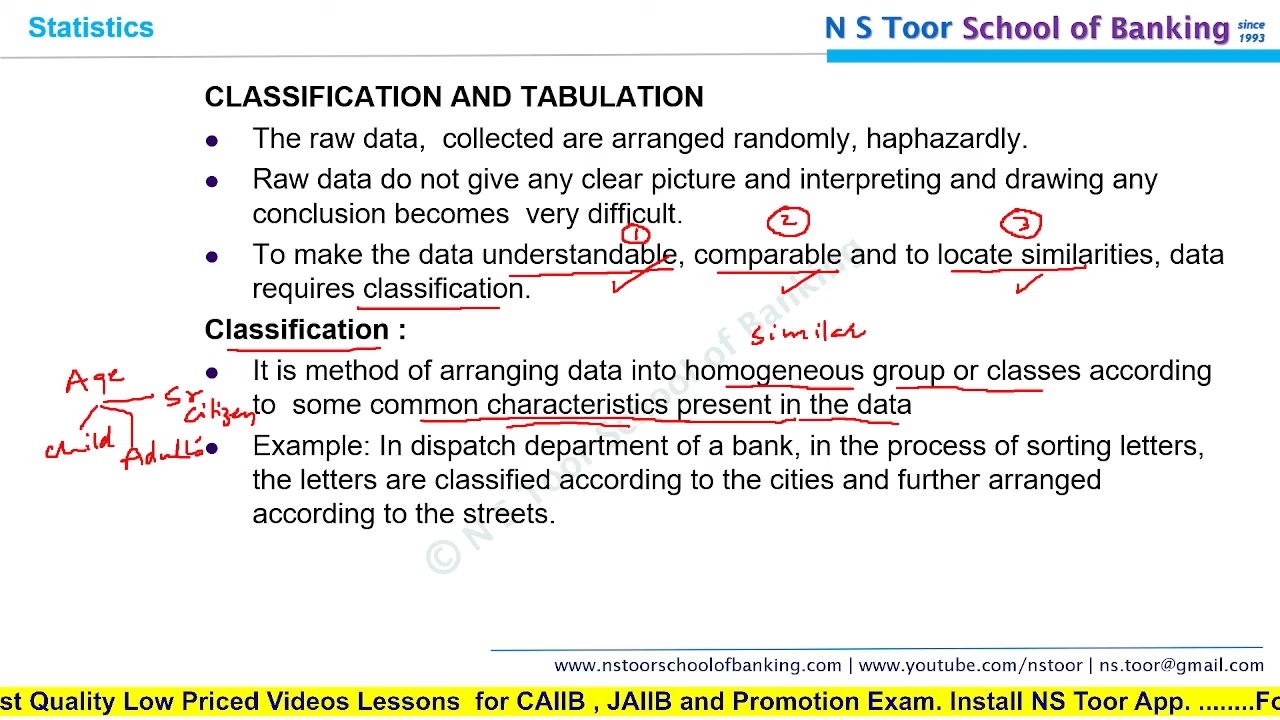 Statistics
N S Toor School of Banking since 1993
CLASSIFICATION AND TABULATION
• The raw data, collected are arranged randomly, haphazardly.
• Raw data do not give any clear picture and interpreting and drawing any
conclusion becomes very difficult.
1 2 3
• To make the data understandable, comparable and to locate similarities, data
requires classification.
Classification :
similar
• It is method of arranging data into homogeneous group or classes according
to some common characteristics present in the data
Age
Sr
citizen
child
Adult
• Example: In dispatch department of a bank, in the process of sorting letters,
the letters are classified according to the cities and further arranged
according to the streets.
© N S Toor School of Banking
www.nstoorschoolofbanking.com | www.youtube.com/nstoor | ns.toor@gmail.com
st Quality Low Priced Videos Lessons for CAIIB , JAIIB and Promotion Exam. Install NS Toor App. ........Fo